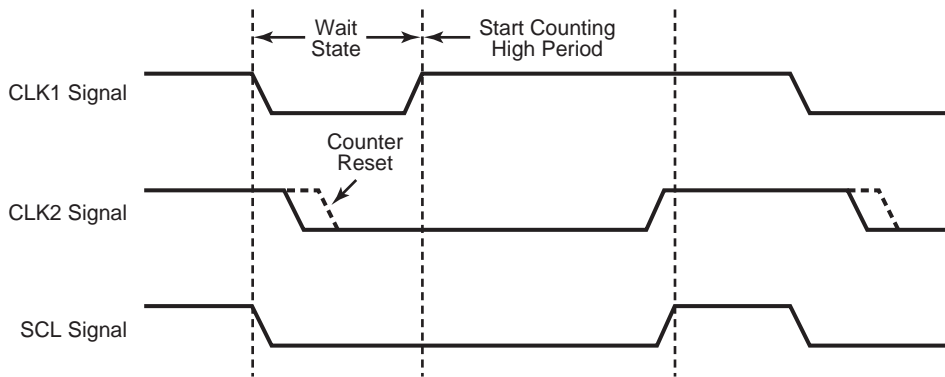 Wait
State
Start Counting
High Period
CLK1 Signal
Counter
Reset
CLK2 Signal
SCL Signal